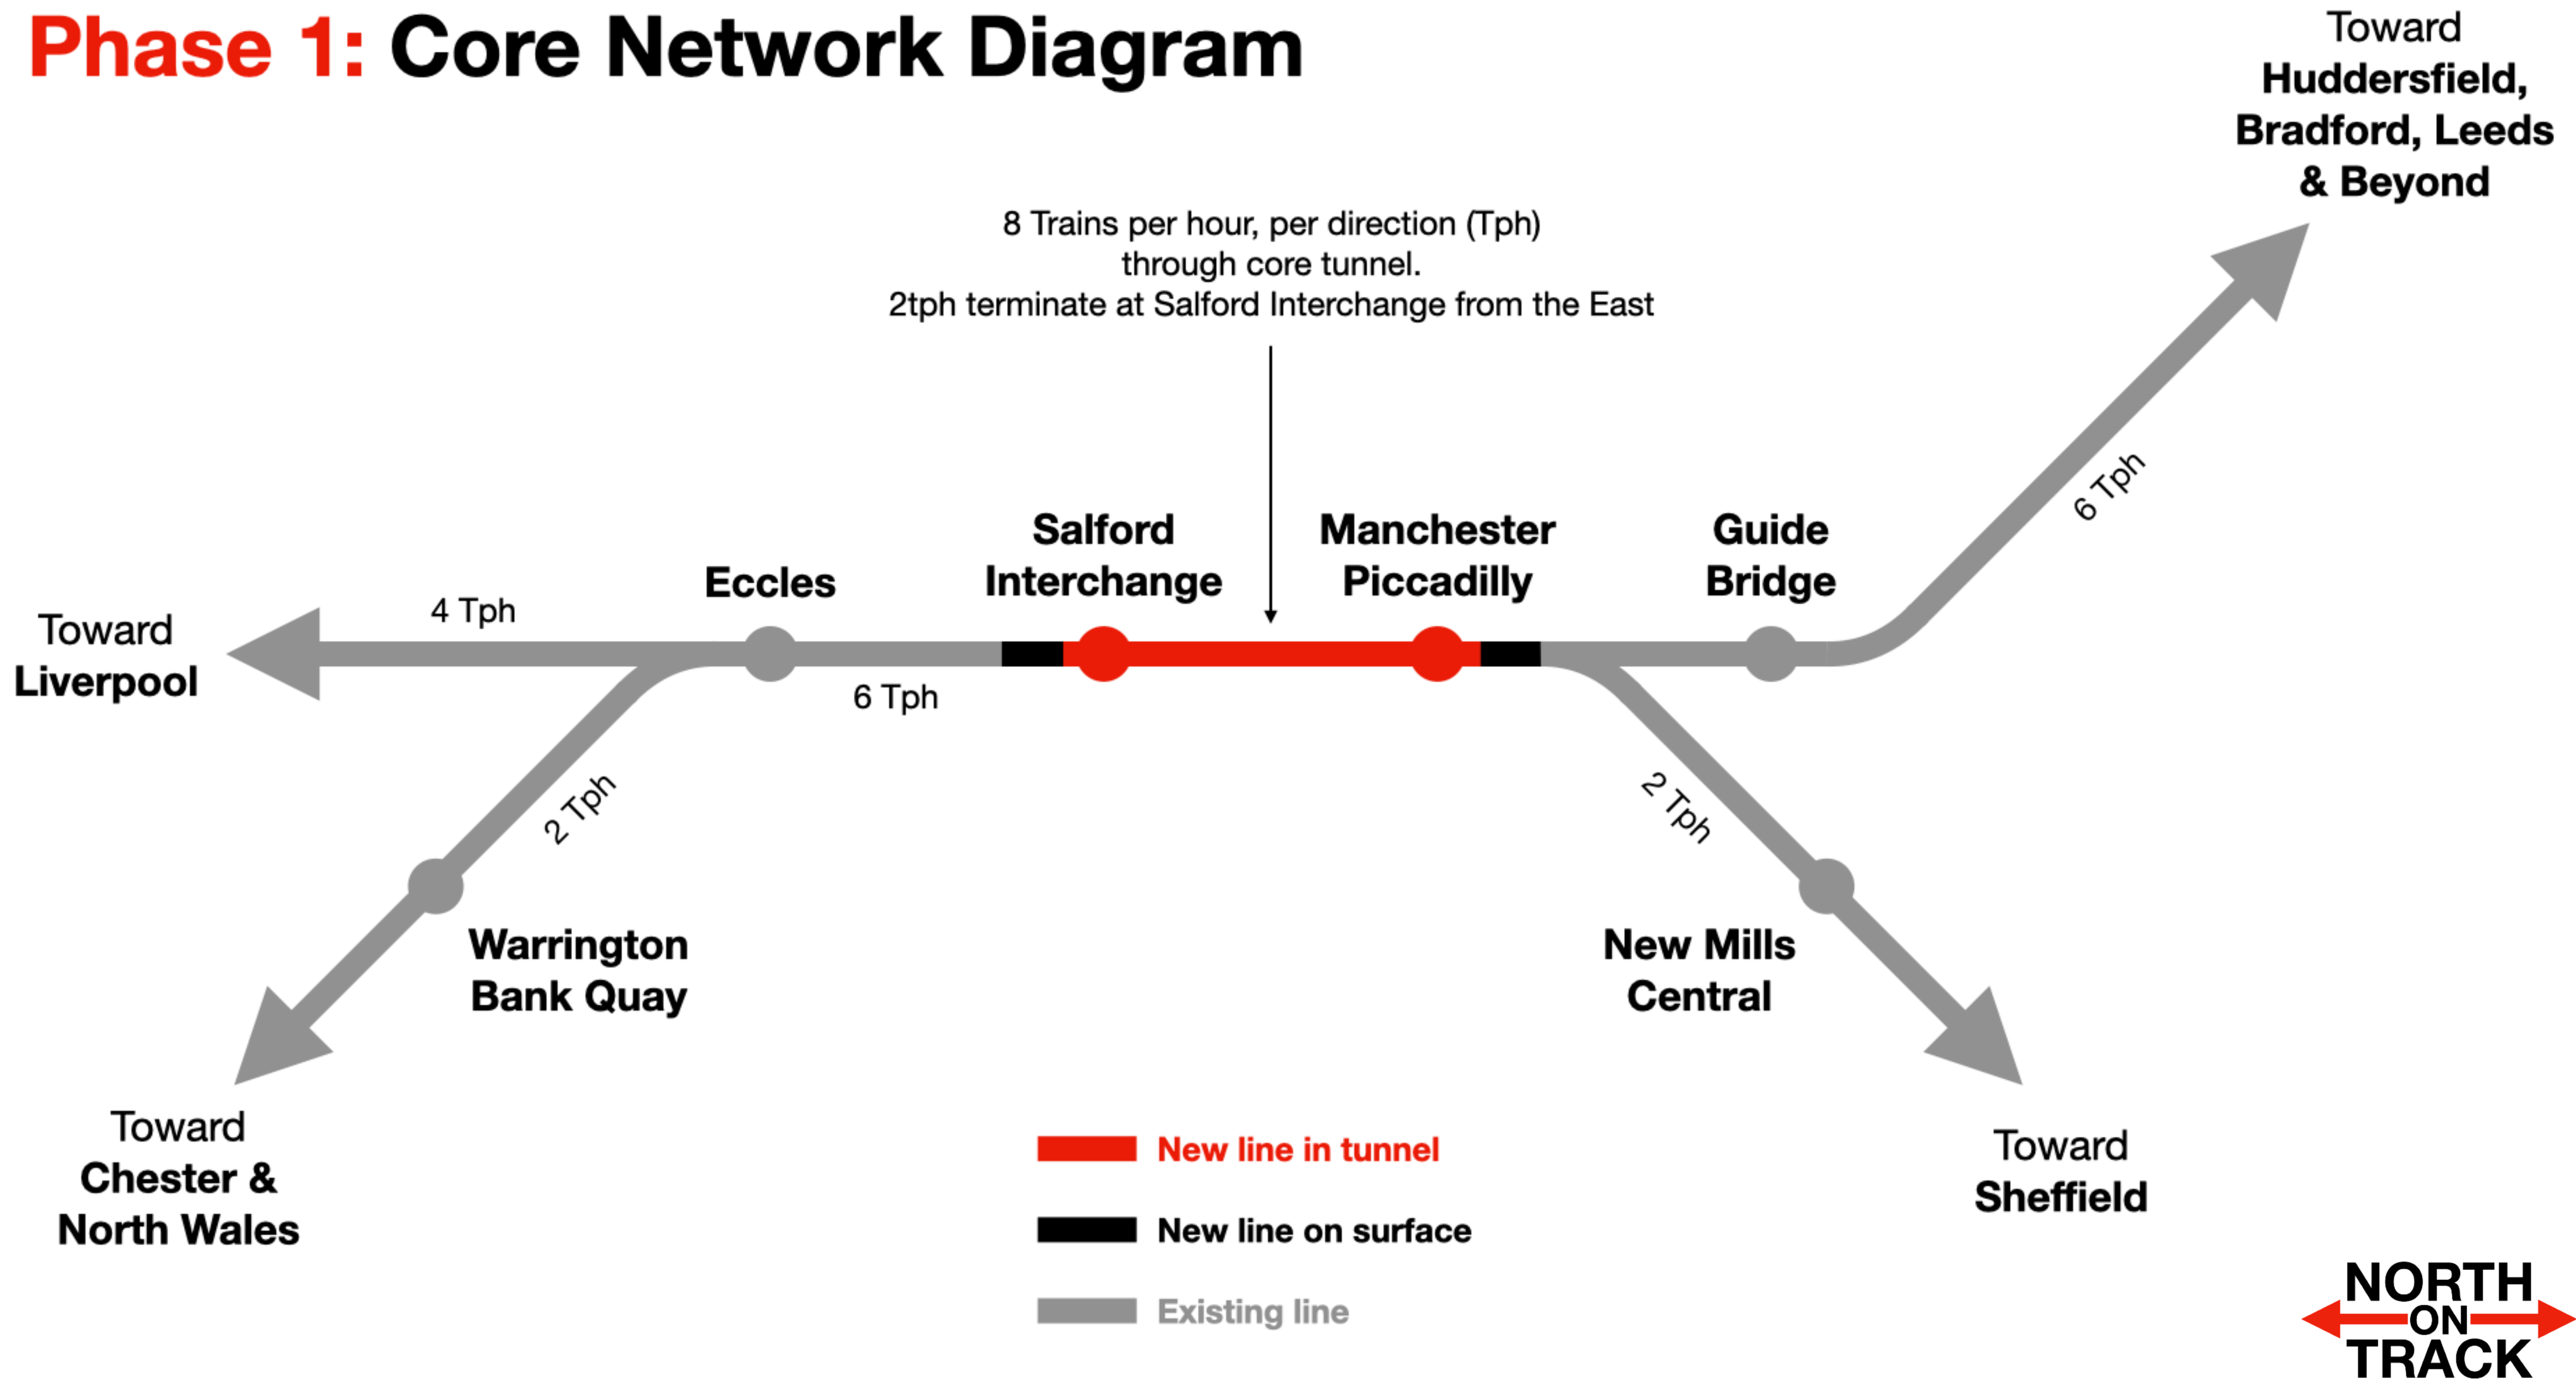 Phase 1: Core Network Diagram
Toward
Huddersfield,
Bradford, Leeds
& Beyond
8 Trains per hour, per direction (Tph)
through core tunnel.
2tph terminate at Salford Interchange from the East
6 Tph
Salford
Interchange
Manchester
Piccadilly
Guide
Bridge
Eccles
4 Tph
Toward
Liverpool
6 Tph
2 Tph
2 Tph
Warrington
Bank Quay
New Mills
Central
Toward
Chester &
North Wales
Toward
Sheffield
New line in tunnel
New line on surface
Existing line
NORTH
ON
TRACK